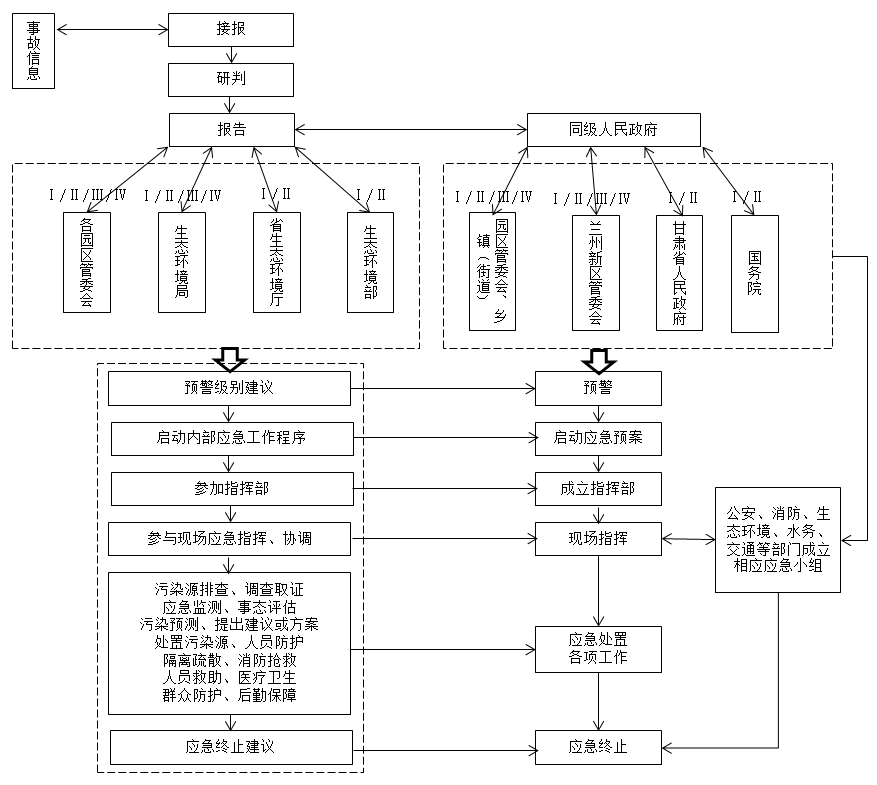 事故信息
接报
研判
报告
同级人民政府
Ⅰ/Ⅱ/Ⅲ/Ⅳ
Ⅰ/Ⅱ/Ⅲ/Ⅳ
Ⅰ/Ⅱ
Ⅰ/Ⅱ
Ⅰ/Ⅱ/Ⅲ/Ⅳ
Ⅰ/Ⅱ/Ⅲ/Ⅳ
Ⅰ/Ⅱ
Ⅰ/Ⅱ
各园区管委会
生态环境局
省生态环境厅
生态环境部
园区管委会、乡
镇（街道）
兰州新区管委会
甘肃省人民政府
国务院
预警级别建议
预警
启动内部应急工作程序
启动应急预案
参加指挥部
成立指挥部
参与现场应急指挥、协调
现场指挥
公安、消防、生
态环境、水务、
交通等部门成立
相应应急小组
污染源排查、调查取证
应急监测、事态评估
污染预测、提出建议或方案
处置污染源、人员防护
隔离疏散、消防抢救
人员救助、医疗卫生
群众防护、后勤保障
应急处置
各项工作
应急终止建议
应急终止